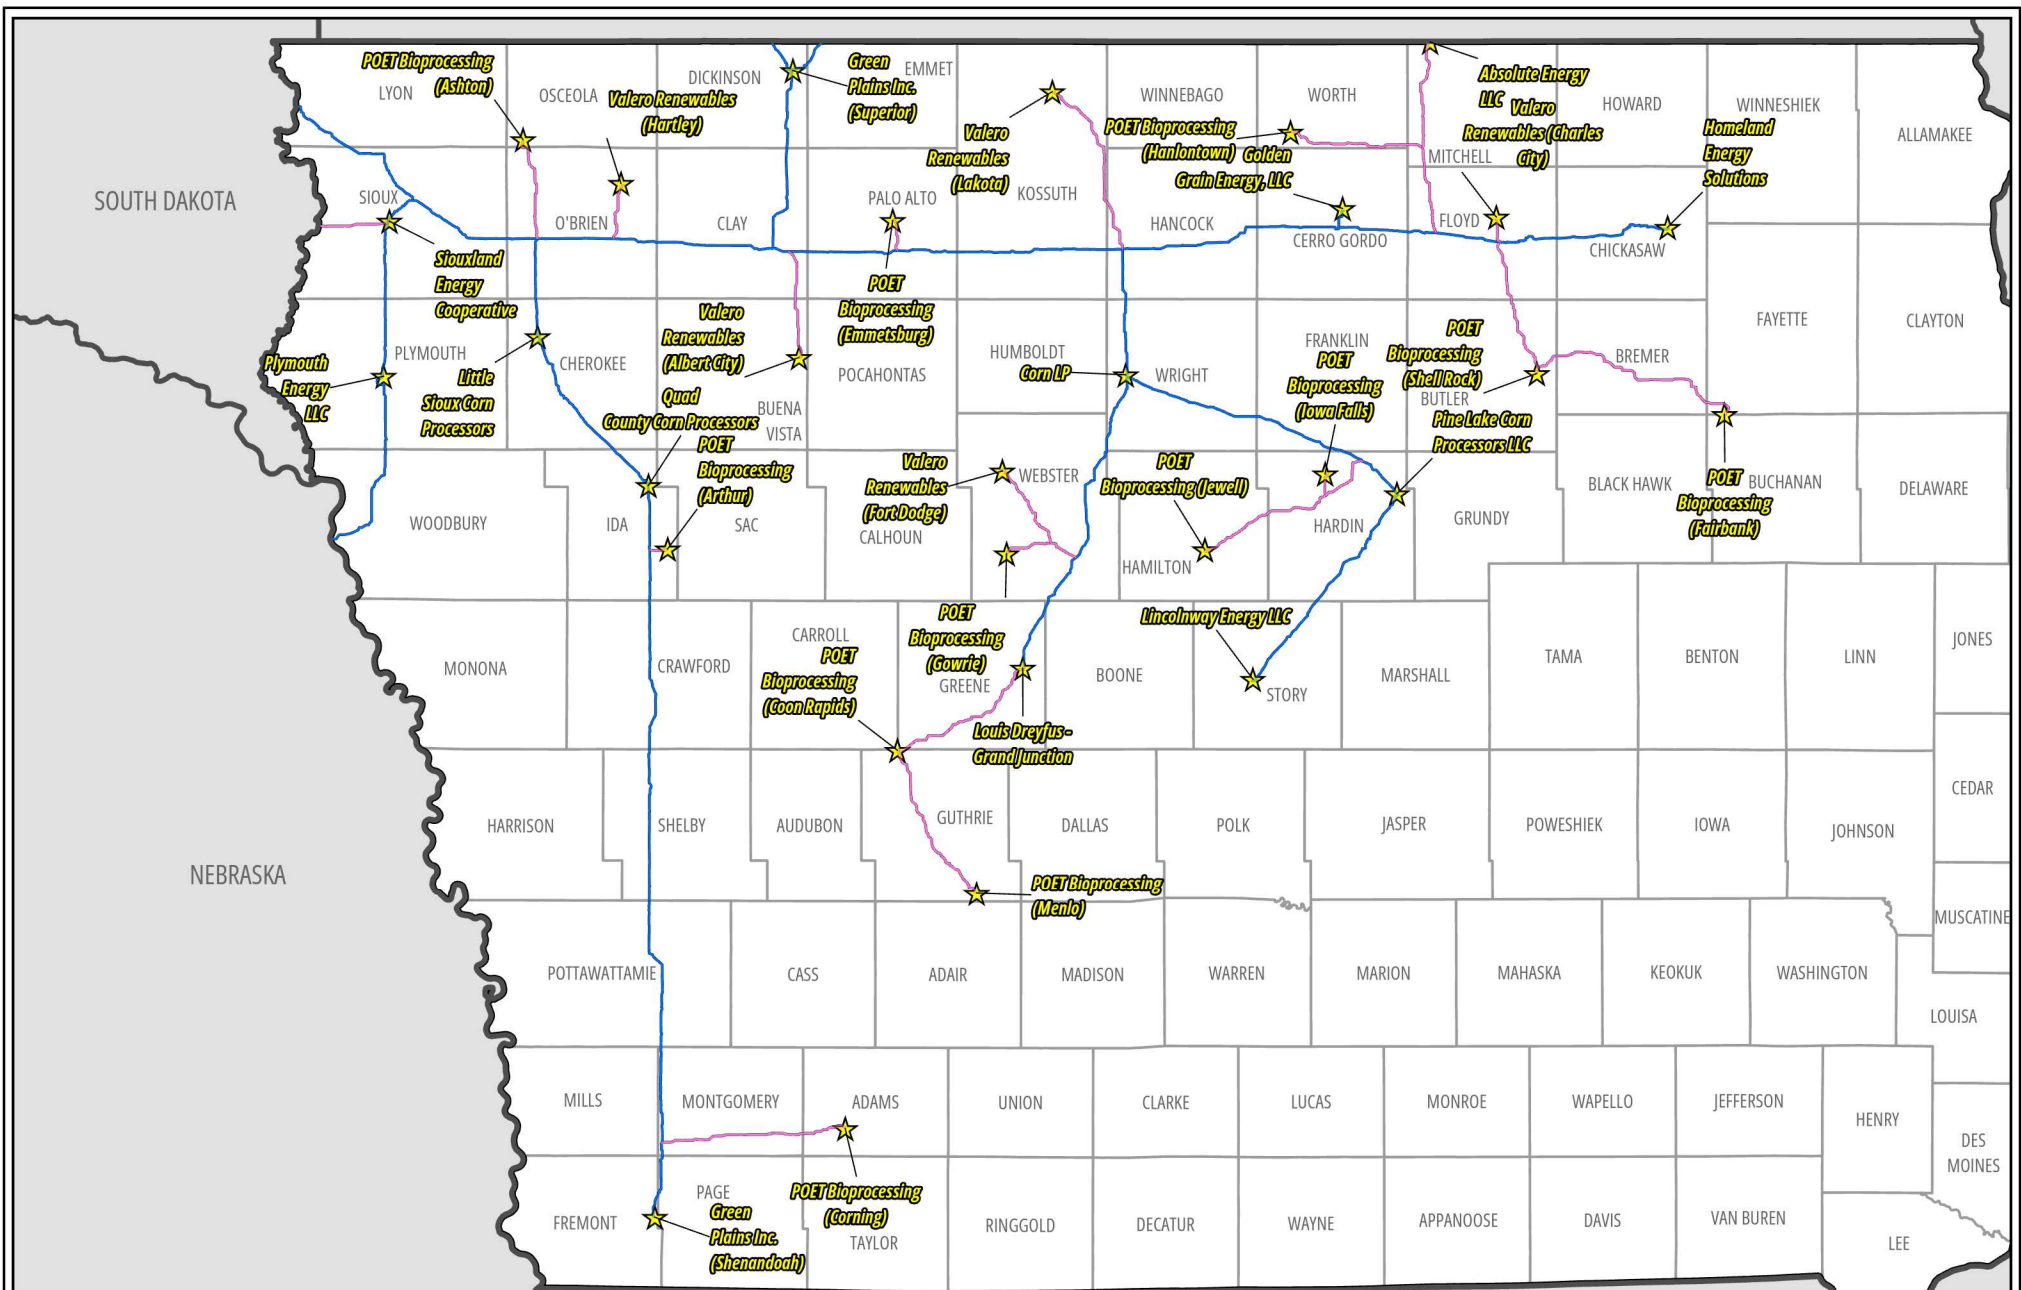 POET Bioprocessing
(Ashton)
LYON
OSCEOLA
DICKINSON
Valero Renewables
(Hartley)
Green
Plains Inc.
(Superior)
EMMET
Valero
Renewables
(Lakota)
WINNEBAGO
WORTH
POET Bioprocessing
(Hanlontown)
Golden
Grain Energy, LLC
Absolute Energy
LLC
Valero
Renewables (Charles
City)
MITCHELL
HOWARD
WINNESHIEK
Homeland
Energy
Solutions
ALLAMAKEE
SOUTH DAKOTA
SIOUX
O'BRIEN
CLAY
PALO ALTO
KOSSUTH
HANCOCK
CERRO GORDO
FLOYD
CHICKASAW
Siouxland
Energy
Cooperative
POET
Bioprocessing
(Emmetsburg)
Valero
Renewables
(Albert City)
Plymouth
Energy
LLC
PLYMOUTH
Little
Sioux Corn
Processors
CHEROKEE
Quad
County Corn Processors
BUENA
VISTA
POCAHONTAS
HUMBOLDT
Corn LP
WRIGHT
FRANKLIN
POET
Bioprocessing
(Iowa Falls)
POET
Bioprocessing
(Shell Rock)
BUTLER
Pine Lake Corn
Processors LLC
BREMER
FAYETTE
CLAYTON
POET
Bioprocessing
(Arthur)
WOODBURY
IDA
SAC
CALHOUN
Valero
Renewables
(Fort Dodge)
WEBSTER
POET
Bioprocessing (Jewell)
HAMILTON
HARDIN
GRUNDY
BLACK HAWK
POET
Bioprocessing
(Fairbank)
BUCHANAN
DELAWARE
MONONA
CRAWFORD
CARROLL
POET
Bioprocessing
(Coon Rapids)
POET
Bioprocessing
(Gowrie)
GREENE
Louis Dreyfus -
Grand Junction
BOONE
Lincolnway Energy LLC
STORY
MARSHALL
TAMA
BENTON
LINN
JONES
NEBRASKA
HARRISON
SHELBY
AUDUBON
GUTHRIE
DALLAS
POLK
JASPER
POWESHIEK
IOWA
JOHNSON
CEDAR
POET Bioprocessing
(Menlo)
MUSCATINE
POTTAWATTAMIE
CASS
ADAIR
MADISON
WARREN
MARION
MAHASKA
KEOKUK
WASHINGTON
LOUISA
MILLS
MONTGOMERY
ADAMS
UNION
CLARKE
LUCAS
MONROE
WAPELLO
JEFFERSON
HENRY
DES
MOINES
FREMONT
PAGE
Green
Plains Inc.
(Shenandoah)
POET Bioprocessing
(Corning)
TAYLOR
RINGGOLD
DECATUR
WAYNE
APPANOOSE
DAVIS
VAN BUREN
LEE